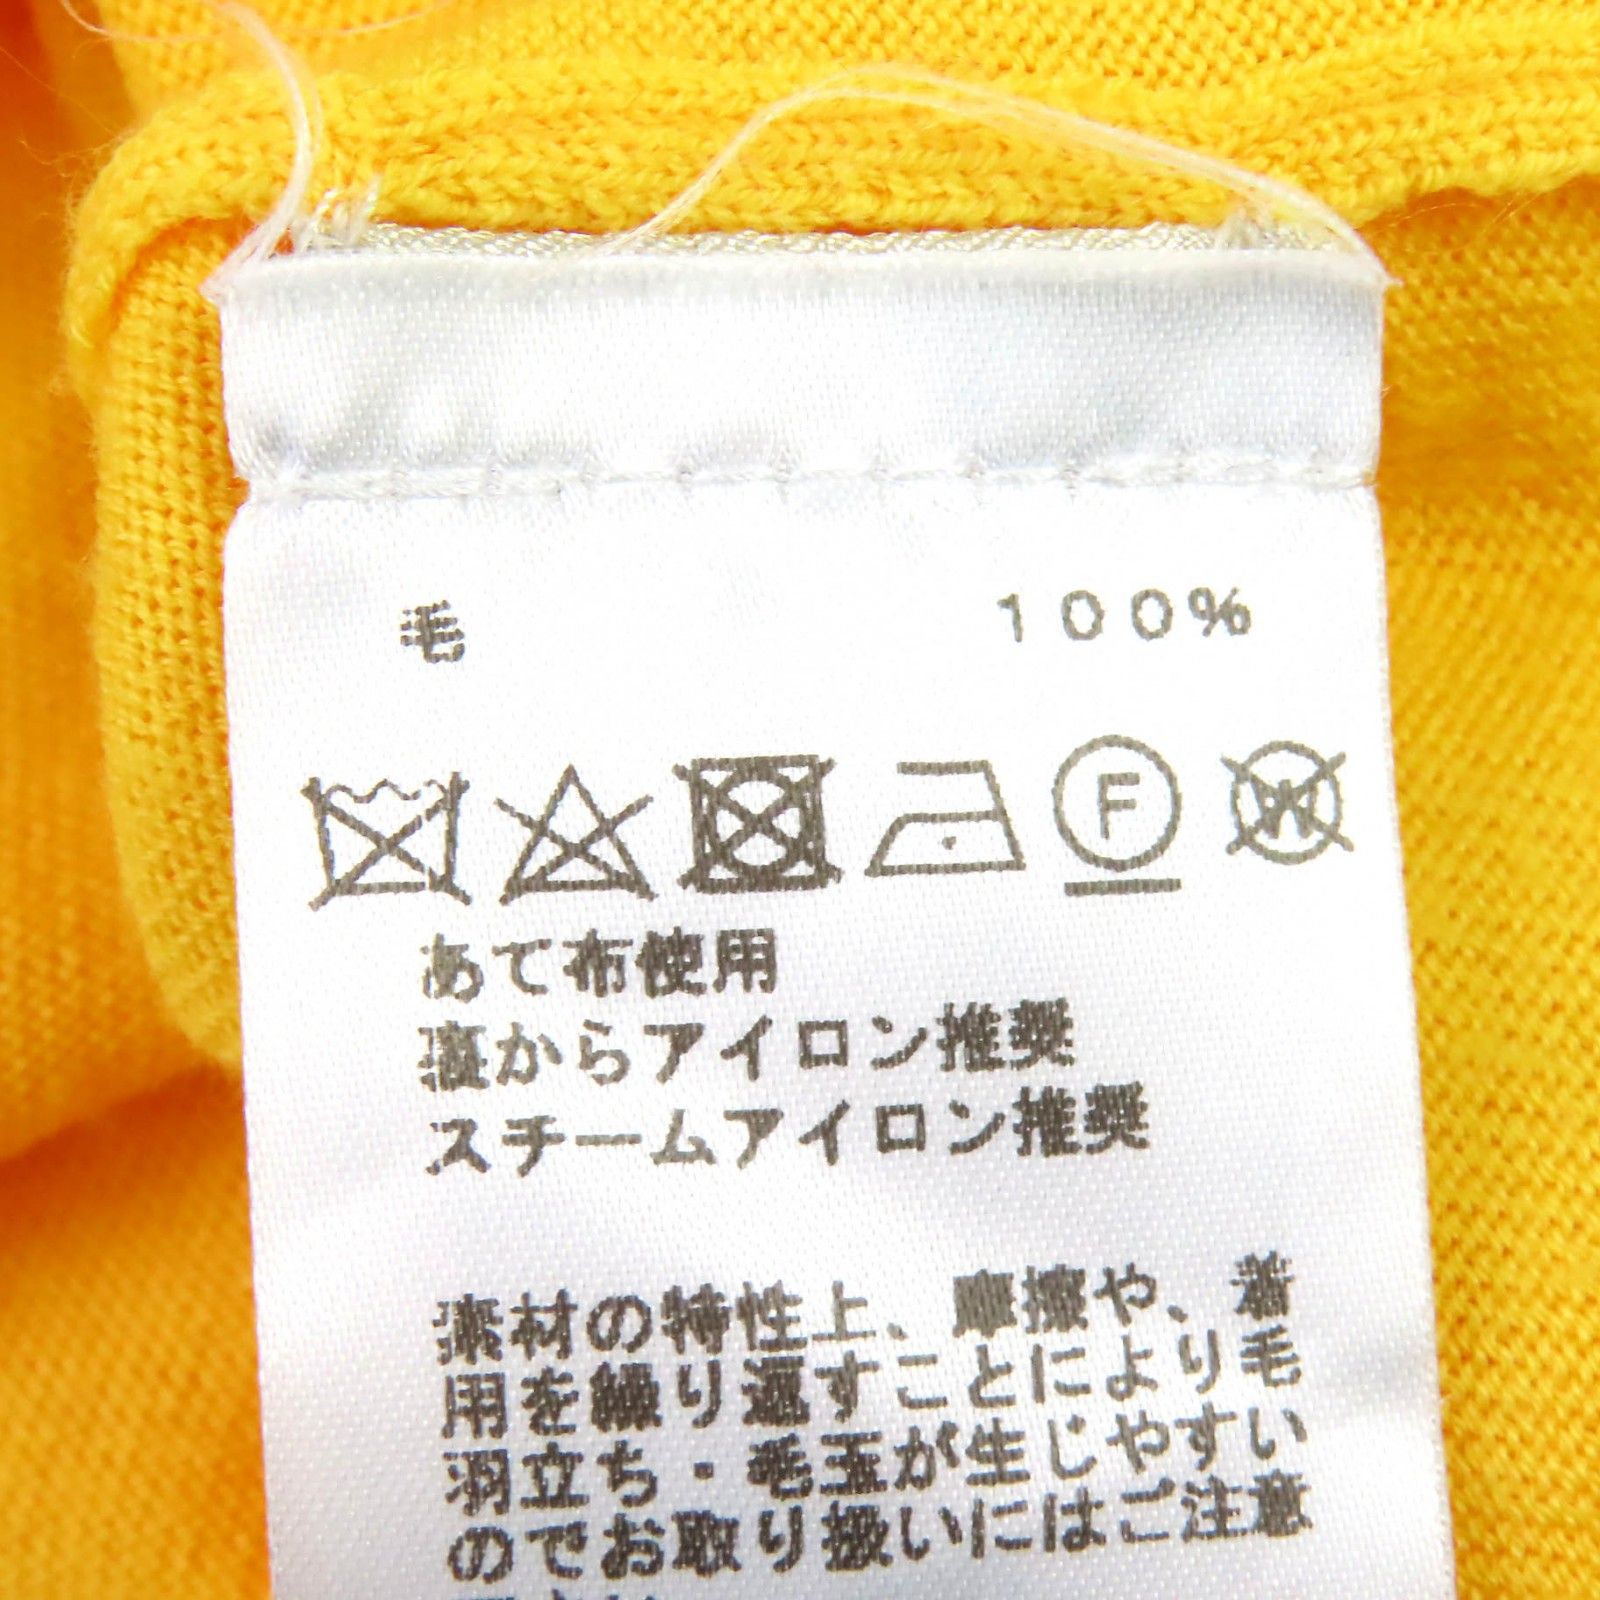 毛 100%
F W
あて布使用
裏からアイロン推奨
スチームアイロン推奨
素材の特性上、摩擦や、着
用を繰り返すことにより毛
羽立ち・毛玉が生じやすい
のでお取り扱いにはご注意